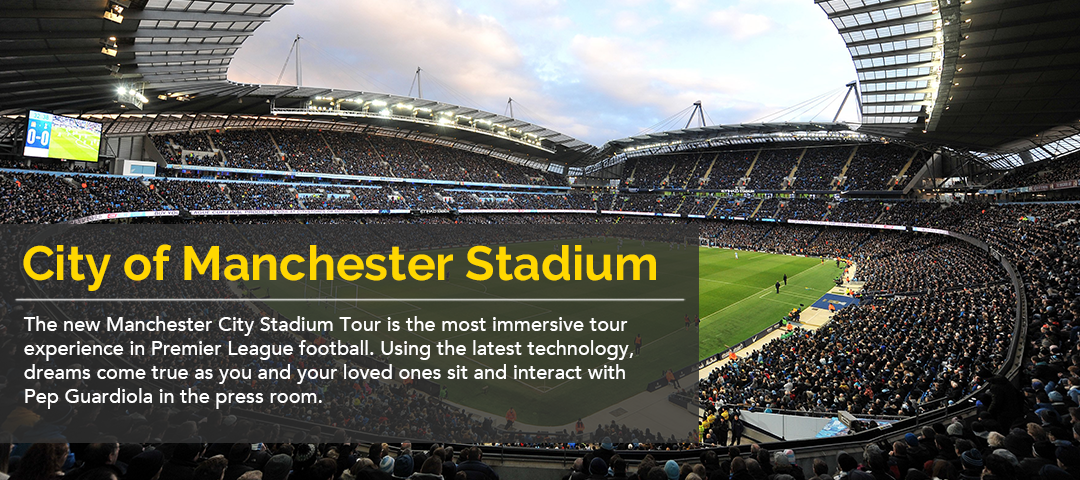 0-0
City of Manchester Stadium
The new Manchester City Stadium Tour is the most immersive tour
experience in Premier League football. Using the latest technology,
dreams come true as you and your loved ones sit and interact with
Pep Guardiola in the press room.